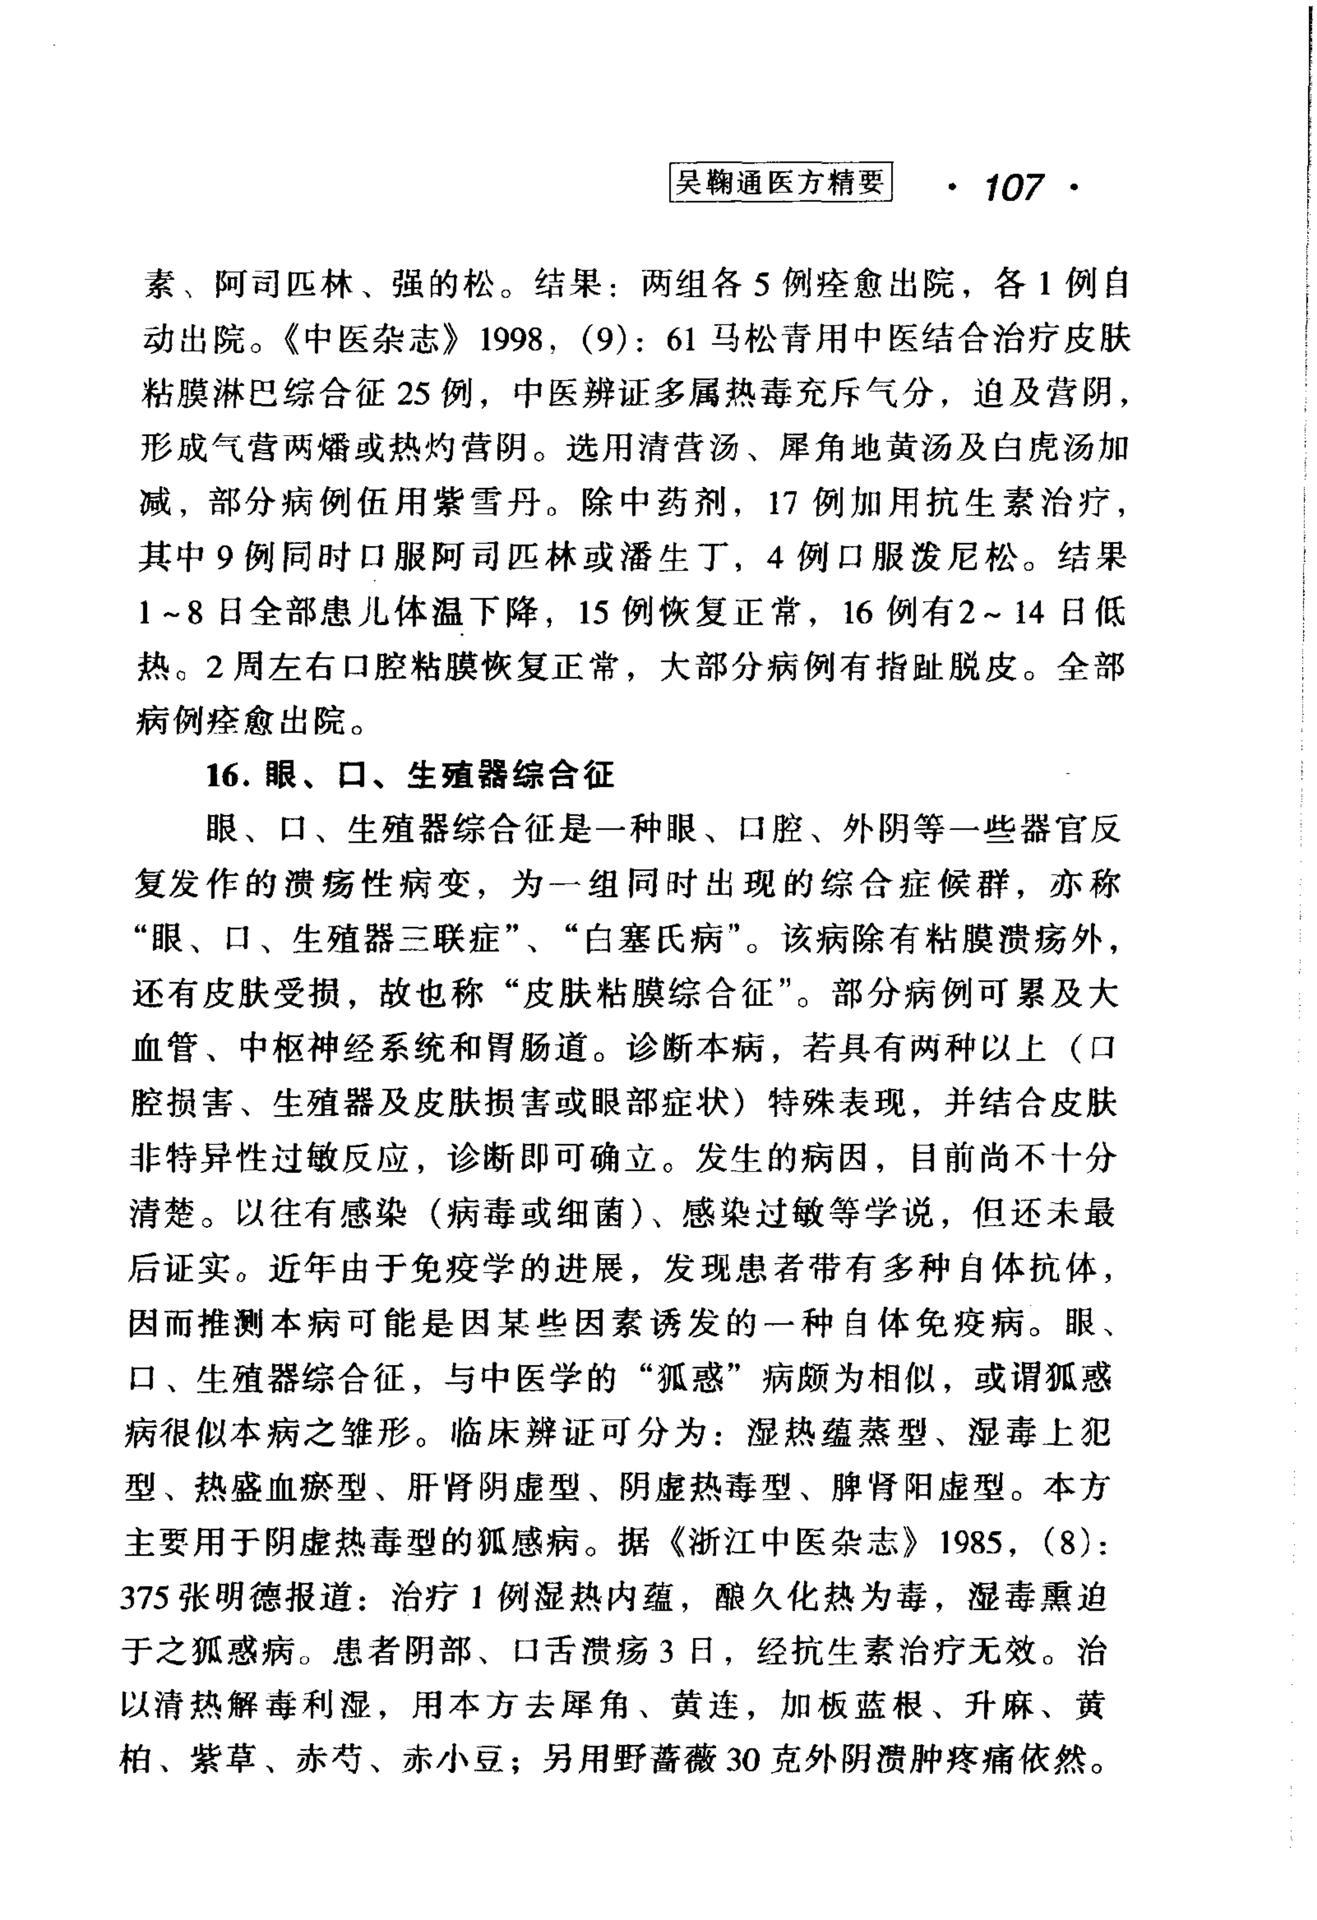 吴鞠通医方精要 · 107 ·
素、阿司匹林、强的松。结果：两组各 5 例痊愈出院，各 1 例自
动出院。《中医杂志》1998，(9)：61 马松青用中医结合治疗皮肤
粘膜淋巴综合征 25 例，中医辨证多属热毒充斥气分，迫及营阴，
形成气营两燔或热灼营阴。选用清营汤、犀角地黄汤及白虎汤加
减，部分病例伍用紫雪丹。除中药剂，17 例加用抗生素治疗，
其中 9 例同时口服阿司匹林或潘生丁，4 例口服泼尼松。结果
1～8 日全部患儿体温下降，15 例恢复正常，16 例有2～14 日低
热。2 周左右口腔粘膜恢复正常，大部分病例有指趾脱皮。全部
病例痊愈出院。
16. 眼、口、生殖器综合征
眼、口、生殖器综合征是一种眼、口腔、外阴等一些器官反
复发作的溃疡性病变，为一组同时出现的综合症候群，亦称
“眼、口、生殖器三联症”、“白塞氏病”。该病除有粘膜溃疡外，
还有皮肤受损，故也称“皮肤粘膜综合征”。部分病例可累及大
血管、中枢神经系统和胃肠道。诊断本病，若具有两种以上（口
腔损害、生殖器及皮肤损害或眼部症状）特殊表现，并结合皮肤
非特异性过敏反应，诊断即可确立。发生的病因，目前尚不十分
清楚。以往有感染（病毒或细菌）、感染过敏等学说，但还未最
后证实。近年由于免疫学的进展，发现患者带有多种自体抗体，
因而推测本病可能是因某些因素诱发的一种自体免疫病。眼、
口、生殖器综合征，与中医学的“狐惑”病颇为相似，或谓狐惑
病很似本病之雏形。临床辨证可分为：湿热蕴蒸型、湿毒上犯
型、热盛血瘀型、肝肾阴虚型、阴虚热毒型、脾肾阳虚型。本方
主要用于阴虚热毒型的狐感病。据《浙江中医杂志》1985，(8)：
375 张明德报道：治疗 1 例湿热内蕴，酿久化热为毒，湿毒熏迫
于之狐惑病。患者阴部、口舌溃疡 3 日，经抗生素治疗无效。治
以清热解毒利湿，用本方去犀角、黄连，加板蓝根、升麻、黄
柏、紫草、赤芍、赤小豆；另用野蔷薇 30 克外阴溃肿疼痛依然。